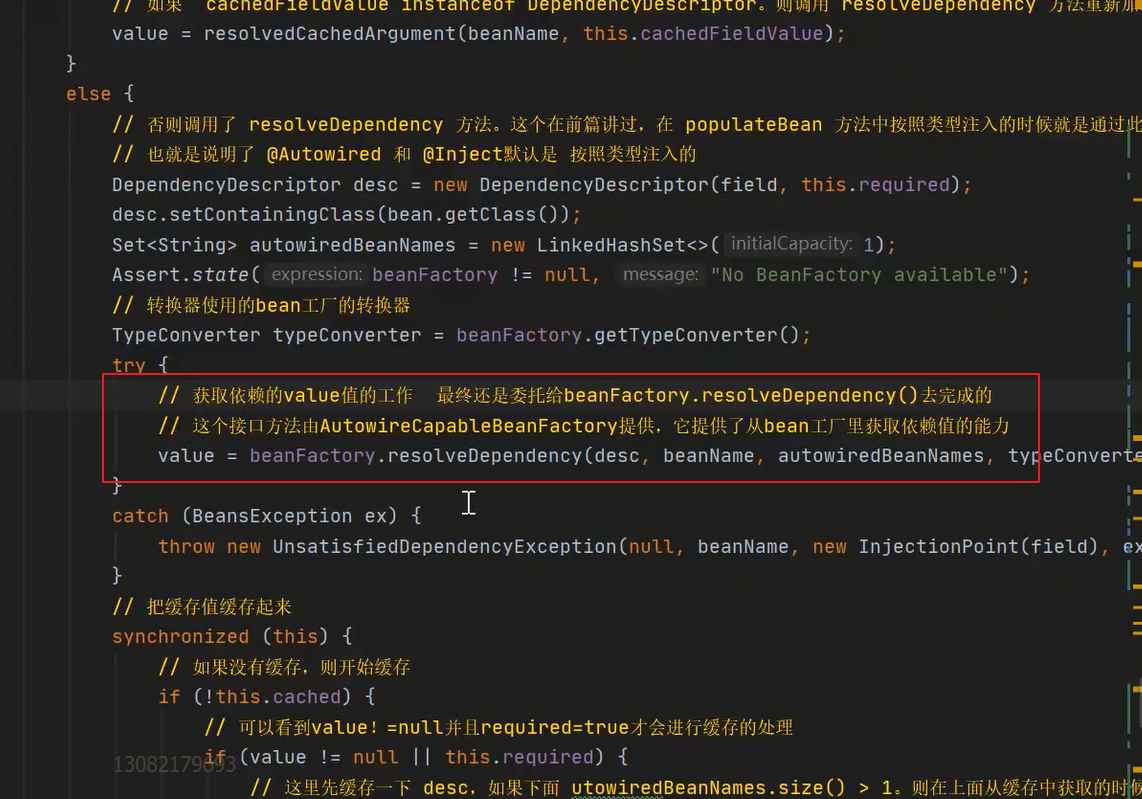 // 如果 cachedFieldValue instanceof DependencyDescriptor。则调用 resolveDependency 方法重新加
value = resolvedCachedArgument(beanName, this.cachedFieldValue);
}
else {
// 否则调用了 resolveDependency 方法。这个在前篇讲过，在 populateBean 方法中按照类型注入的时候就是通过此
// 也就是说明了 @Autowired 和 @Inject默认是 按照类型注入的
DependencyDescriptor desc = new DependencyDescriptor(field, this.required);
desc.setContainingClass(bean.getClass());
Set<String> autowiredBeanNames = new LinkedHashSet<>( initialCapacity: 1);
Assert.state( expression: beanFactory != null, message: "No BeanFactory available");
// 转换器使用的bean工厂的转换器
TypeConverter typeConverter = beanFactory.getTypeConverter();
try {
// 获取依赖的value值的工作 最终还是委托给beanFactory.resolveDependency()去完成的
// 这个接口方法由AutowireCapableBeanFactory提供，它提供了从bean工厂里获取依赖值的能力
value = beanFactory.resolveDependency(desc, beanName, autowiredBeanNames, typeConverte
}
catch (BeansException ex) {
throw new UnsatisfiedDependencyException(null, beanName, new InjectionPoint(field), ex
}
// 把缓存值缓存起来
synchronized (this) {
// 如果没有缓存，则开始缓存
if (!this.cached) {
// 可以看到value！=null并且required=true才会进行缓存的处理
if (value != null || this.required) {
13082179093
// 这里先缓存一下 desc，如果下面 utowiredBeanNames.size() > 1。则在上面从缓存中获取的时候